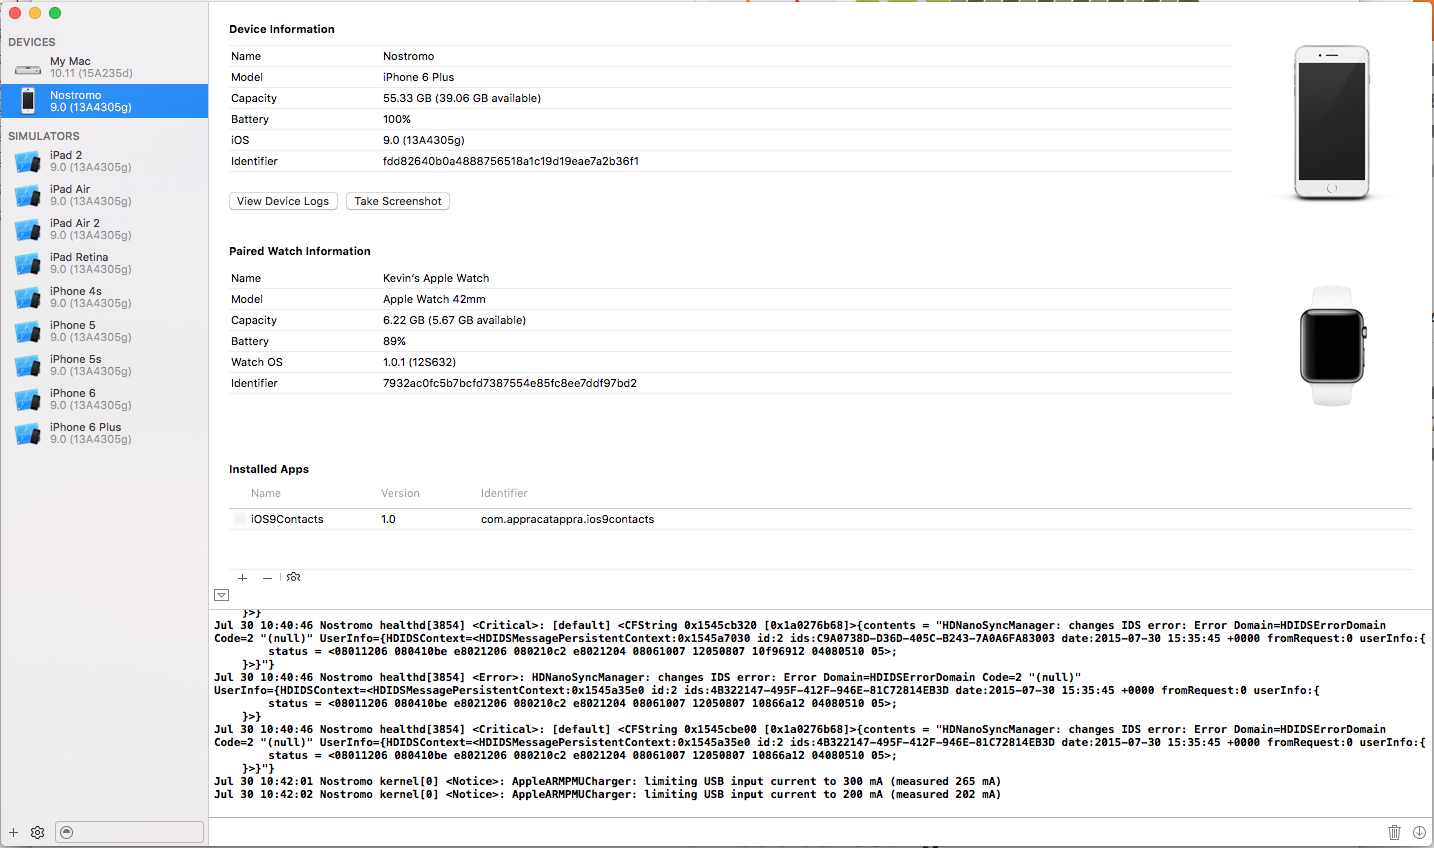 DEVICES
My Mac
10.11 (15A235d)
Nostromo
9.0 (13A4305g)
SIMULATORS
iPad 2
9.0 (13A4305g)
iPad Air
9.0 (13A4305g)
iPad Air 2
9.0 (13A4305g)
iPad Retina
9.0 (13A4305g)
iPhone 4s
9.0 (13A4305g)
iPhone 5
9.0 (13A4305g)
iPhone 5s
9.0 (13A4305g)
iPhone 6
9.0 (13A4305g)
iPhone 6 Plus
9.0 (13A4305g)
Device Information
Name Nostromo
Model iPhone 6 Plus
Capacity 55.33 GB (39.06 GB available)
Battery 100%
iOS 9.0 (13A4305g)
Identifier fdd82640b0a4888756518a1c19d19eae7a2b36f1
View Device Logs Take Screenshot
Paired Watch Information
Name Kevin's Apple Watch
Model Apple Watch 42mm
Capacity 6.22 GB (5.67 GB available)
Battery 89%
Watch OS 1.0.1 (12S632)
Identifier 7932ac0fc5b7bcfd7387554e85fc8ee7ddf97bd2
Installed Apps
Name Version Identifier
iOS9Contacts 1.0 com.appracatappra.ios9contacts
}>}
Jul 30 10:40:46 Nostromo healthd[3854] <Critical>: [default] <CFString 0x1545cb320 [0x1a0276b68]>{contents = "HDNanoSyncManager: changes IDS error: Error Domain=HDIDSErrorDomain
Code=2 "(null)" UserInfo={HDIDSContext=<HDIDSMessagePersistentContext:0x1545a7030 id:2 ids:C9A0738D-D36D-405C-B243-7A0A6FA83003 date:2015-07-30 15:35:45 +0000 fromRequest:0 userInfo:{
status = <08011206 080410be e8021206 080210c2 e8021204 08061007 12050807 10f96912 04080510 05>;
}>}"}
Jul 30 10:40:46 Nostromo healthd[3854] <Error>: HDNanoSyncManager: changes IDS error: Error Domain=HDIDSErrorDomain Code=2 "(null)"
UserInfo={HDIDSContext=<HDIDSMessagePersistentContext:0x1545a35e0 id:2 ids:4B322147-495F-412F-946E-81C72814EB3D date:2015-07-30 15:35:45 +0000 fromRequest:0 userInfo:{
status = <08011206 080410be e8021206 080210c2 e8021204 08061007 12050807 10866a12 04080510 05>;
}>}
Jul 30 10:40:46 Nostromo healthd[3854] <Critical>: [default] <CFString 0x1545cbe00 [0x1a0276b68]>{contents = "HDNanoSyncManager: changes IDS error: Error Domain=HDIDSErrorDomain
Code=2 "(null)" UserInfo={HDIDSContext=<HDIDSMessagePersistentContext:0x1545a35e0 id:2 ids:4B322147-495F-412F-946E-81C72814EB3D date:2015-07-30 15:35:45 +0000 fromRequest:0 userInfo:{
status = <08011206 080410be e8021206 080210c2 e8021204 08061007 12050807 10866a12 04080510 05>;
}>}"}
Jul 30 10:42:01 Nostromo kernel[0] <Notice>: AppleARMPMUCharger: limiting USB input current to 300 mA (measured 265 mA)
Jul 30 10:42:02 Nostromo kernel[0] <Notice>: AppleARMPMUCharger: limiting USB input current to 200 mA (measured 202 mA)